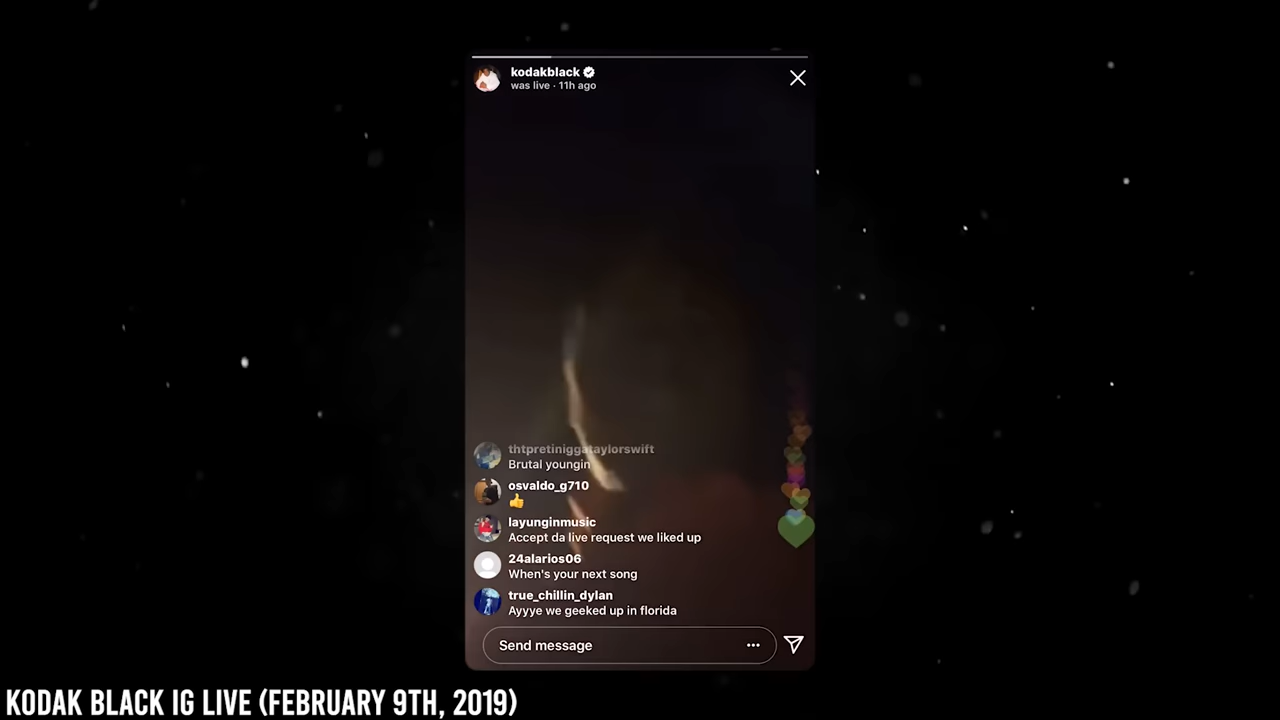 kodakblack
was live · 11h ago
thtpretiniggataylorswift
Brutal youngin
osvaldo_g710
👍
layunginmusic
Accept da live request we liked up
24alarios06
When's your next song
true_chillin_dylan
Ayyye we geeked up in florida
Send message
KODAK BLACK IG LIVE (FEBRUARY 9TH, 2019)